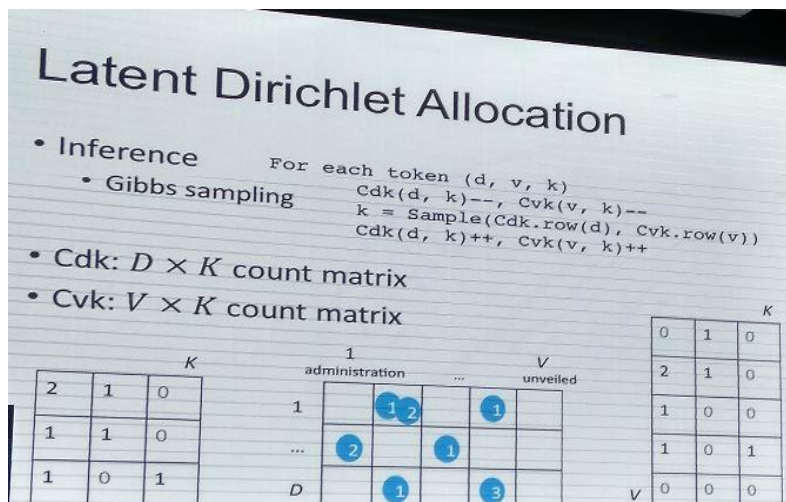 Latent Dirichlet Allocation
• Inference
• Gibbs sampling
For each token (d, v, k)
Cdk(d, k)--, Cvk(v, k)--
k = Sample(Cdk.row(d), Cvk.row(v))
Cdk(d, k)++, Cvk(v, k)++
• Cdk: D × K count matrix
• Cvk: V × K count matrix
K
2 1 0
1 1 0
1 0 1
1 V
administration ... unveiled
1 1 2 1
... 2 1
D 1 3
K
0 1 0
2 1 0
1 0 0
1 0 1
V 0 0 0